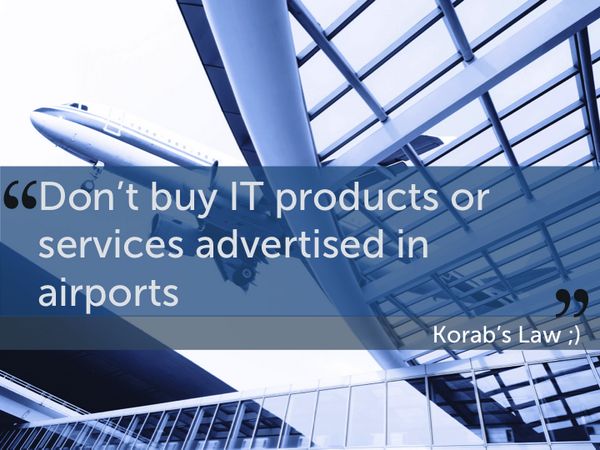 “Don’t buy IT products or
services advertised in
airports”
Korab’s Law ;)